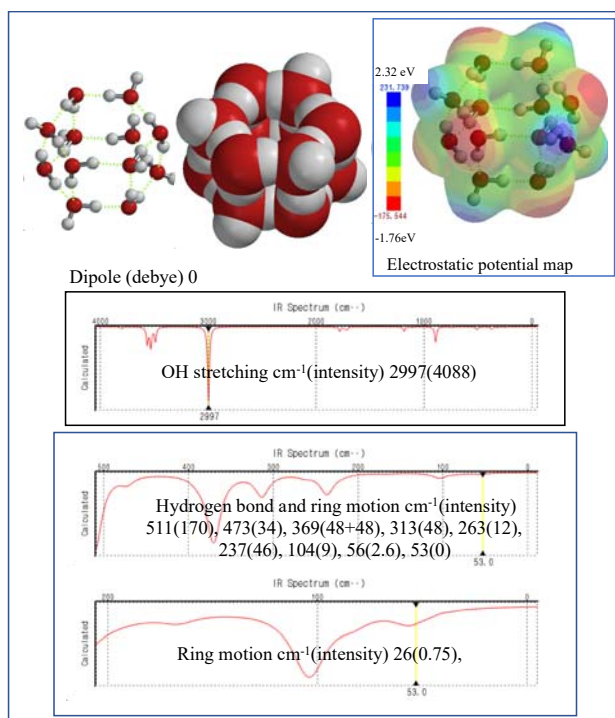 2.32 eV
231.739
-175.544
-1.76eV
Electrostatic potential map
Dipole (debye) 0
IR Spectrum (cm--)
4000 3000 2000 1000 0
Calculated
OH stretching cm-1(intensity) 2997(4088)
2997
IR Spectrum (cm--)
500 400 300 200 100 0
Calculated
Hydrogen bond and ring motion cm-1(intensity)
511(170), 473(34), 369(48+48), 313(48), 263(12),
237(46), 104(9), 56(2.6), 53(0)
53.0
IR Spectrum (cm--)
200 100 0
Calculated
Ring motion cm-1(intensity) 26(0.75),
53.0